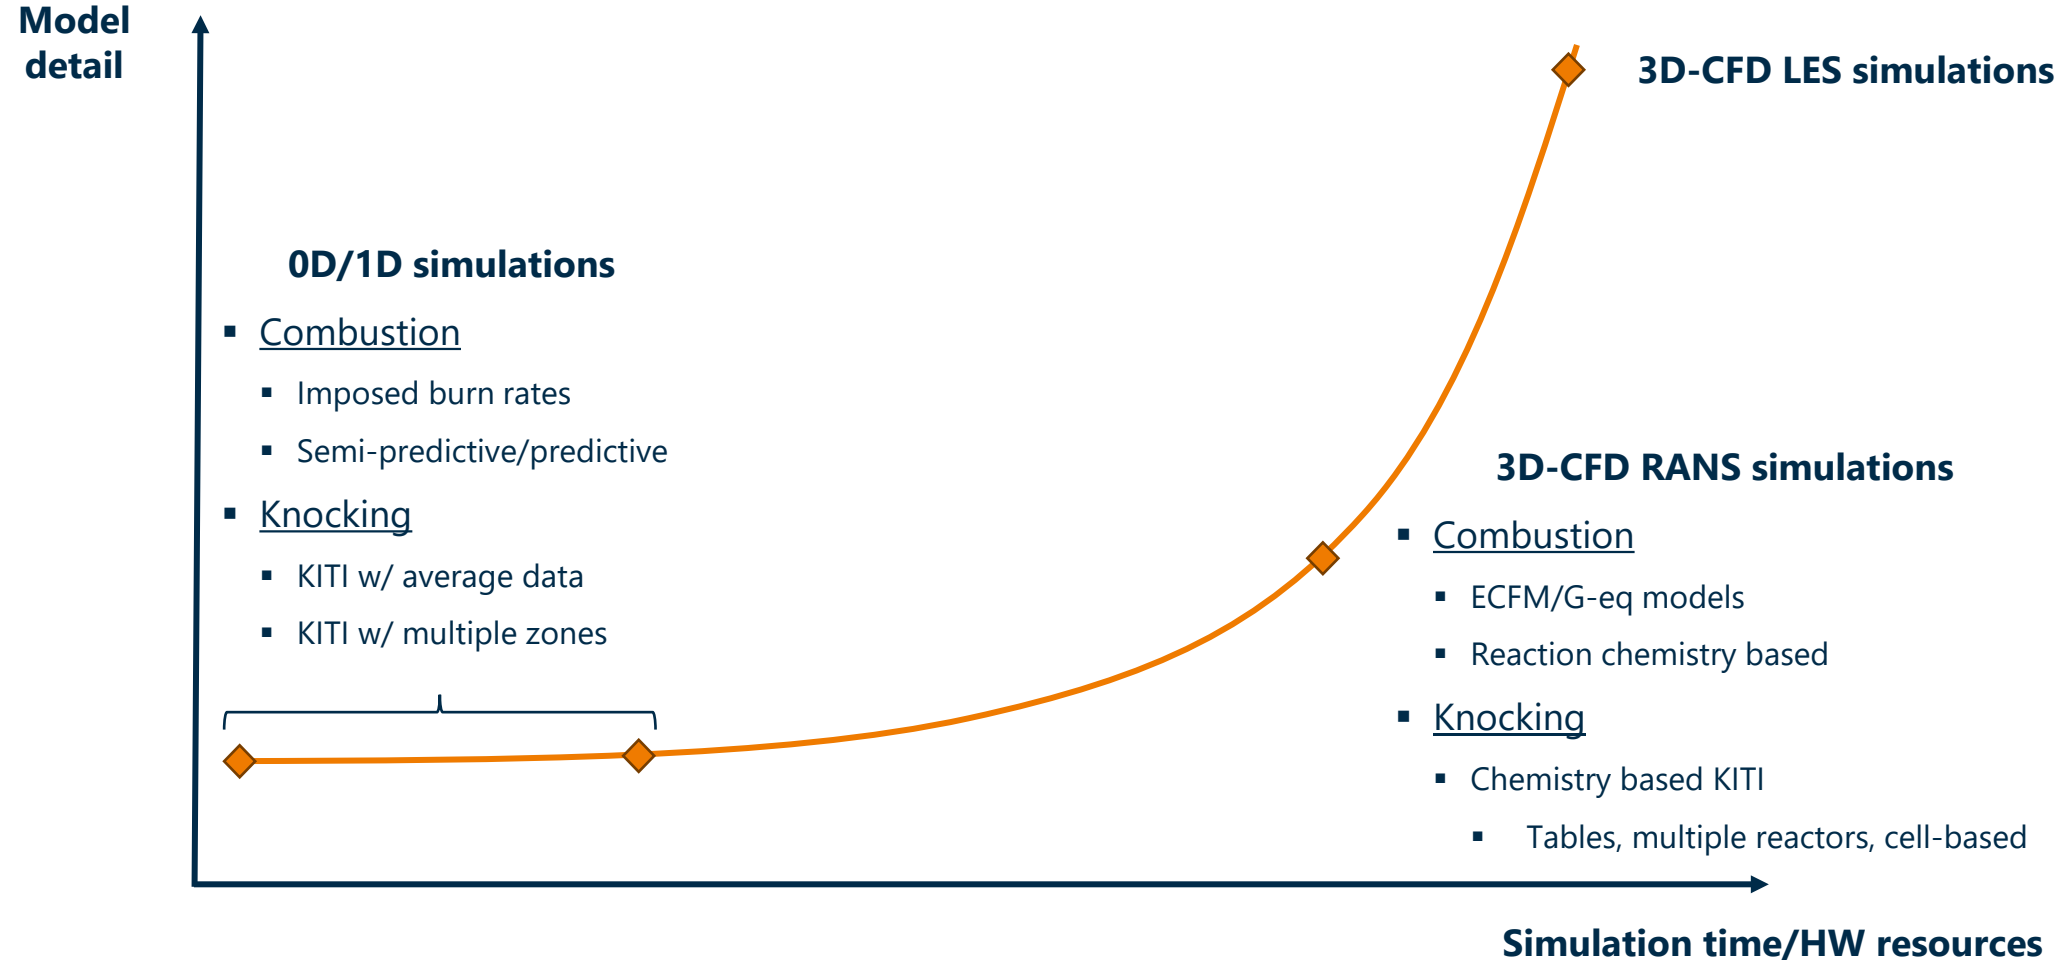 Model
detail
3D-CFD LES simulations
0D/1D simulations
▪ Combustion
▪ Imposed burn rates
▪ Semi-predictive/predictive
▪ Knocking
▪ KITI w/ average data
▪ KITI w/ multiple zones
3D-CFD RANS simulations
▪ Combustion
▪ ECFM/G-eq models
▪ Reaction chemistry based
▪ Knocking
▪ Chemistry based KITI
▪ Tables, multiple reactors, cell-based
Simulation time/HW resources